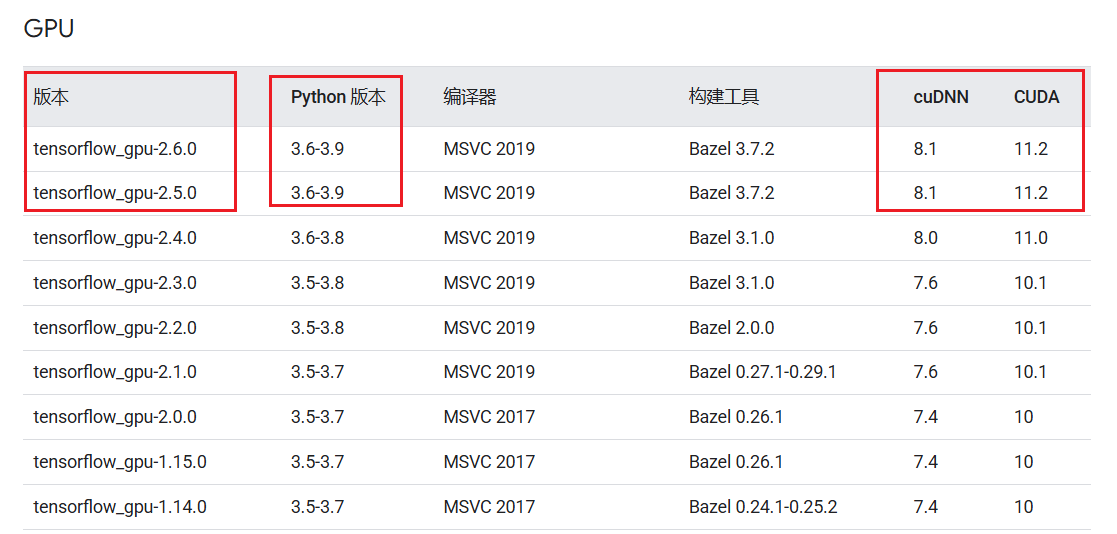 GPU
版本 Python 版本 编译器 构建工具 cuDNN CUDA
tensorflow_gpu-2.6.0 3.6-3.9 MSVC 2019 Bazel 3.7.2 8.1 11.2
tensorflow_gpu-2.5.0 3.6-3.9 MSVC 2019 Bazel 3.7.2 8.1 11.2
tensorflow_gpu-2.4.0 3.6-3.8 MSVC 2019 Bazel 3.1.0 8.0 11.0
tensorflow_gpu-2.3.0 3.5-3.8 MSVC 2019 Bazel 3.1.0 7.6 10.1
tensorflow_gpu-2.2.0 3.5-3.8 MSVC 2019 Bazel 2.0.0 7.6 10.1
tensorflow_gpu-2.1.0 3.5-3.7 MSVC 2019 Bazel 0.27.1-0.29.1 7.6 10.1
tensorflow_gpu-2.0.0 3.5-3.7 MSVC 2017 Bazel 0.26.1 7.4 10
tensorflow_gpu-1.15.0 3.5-3.7 MSVC 2017 Bazel 0.26.1 7.4 10
tensorflow_gpu-1.14.0 3.5-3.7 MSVC 2017 Bazel 0.24.1-0.25.2 7.4 10